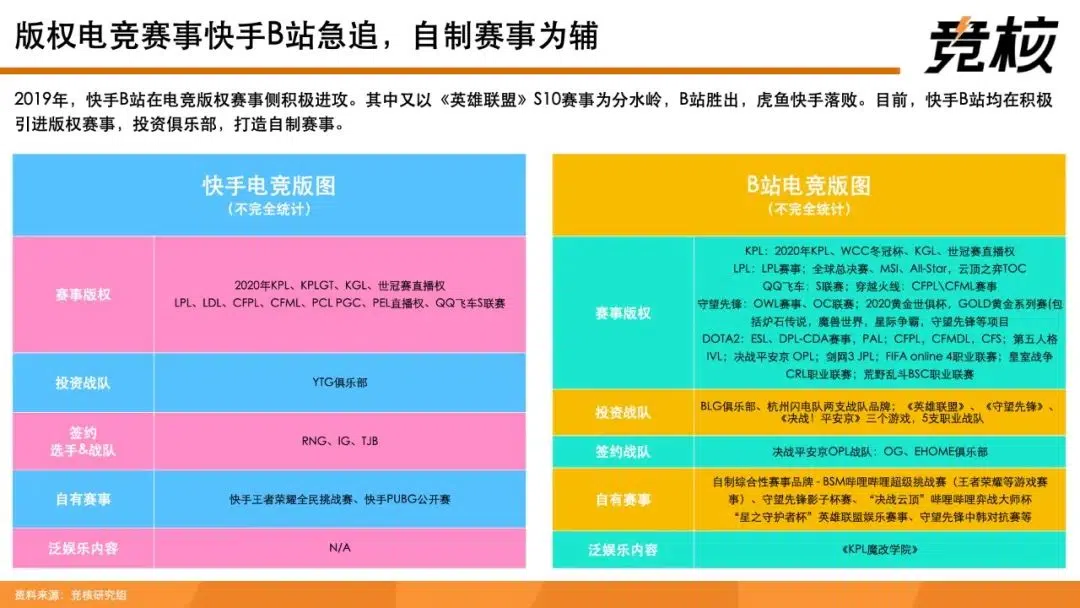 版权电竞赛事快手B站急追，自制赛事为辅
竞核
2019年，快手B站在电竞版权赛事侧积极进攻。其中又以《英雄联盟》S10赛事为分水岭，B站胜出，虎鱼快手落败。目前，快手B站均在积极
引进版权赛事，投资俱乐部，打造自制赛事。
快手电竞版图
（不完全统计）
赛事版权
2020年KPL、KPLGT、KGL、世冠赛直播权
LPL、LDL、CFPL、CFML、PCL PGC、PEL直播权、QQ飞车S联赛
投资战队
YTG俱乐部
签约
选手&战队
RNG、IG、TJB
自有赛事
快手王者荣耀全民挑战赛、快手PUBG公开赛
泛娱乐内容
N/A
B站电竞版图
（不完全统计）
赛事版权
KPL：2020年KPL、WCC冬冠杯、KGL、世冠赛直播权
LPL：LPL赛事；全球总决赛、MSI、All-Star，云顶之弈TOC
QQ飞车：S联赛；穿越火线：CFPL\CFML赛事
守望先锋：OWL赛事、OC联赛；2020黄金世俱杯，GOLD黄金系列赛(包
括炉石传说，魔兽世界，星际争霸，守望先锋等项目
DOTA2：ESL、DPL-CDA赛事，PAL；CFPL，CFMDL，CFS；第五人格
IVL；决战平安京 OPL；剑网3 JPL；FIFA online 4职业联赛；皇室战争
CRL职业联赛；荒野乱斗BSC职业联赛
投资战队
BLG俱乐部、杭州闪电队两支战队品牌；《英雄联盟》、《守望先锋》、
《决战！平安京》三个游戏，5支职业战队
签约战队
决战平安京OPL战队：OG、EHOME俱乐部
自有赛事
自制综合性赛事品牌 - BSM哔哩哔哩超级挑战赛（王者荣耀等游戏赛
事）、守望先锋影子杯赛、“决战云顶”哔哩哔哩弈战大师杯
“星之守护者杯”英雄联盟娱乐赛事、守望先锋中韩对抗赛等
泛娱乐内容
《KPL魔改学院》
资料来源：竞核研究组